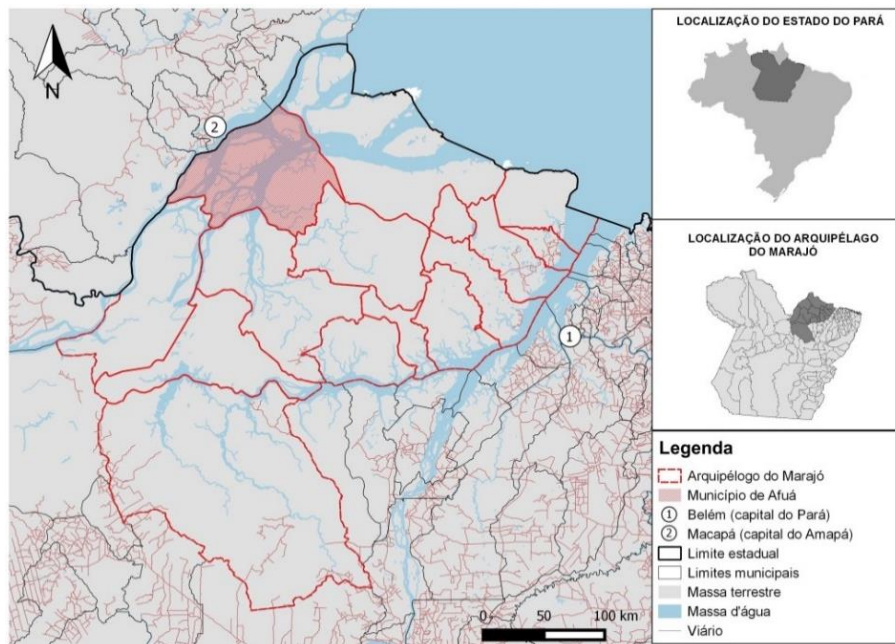 N
2
1
0 50 100 km
LOCALIZAÇÃO DO ESTADO DO PARÁ
LOCALIZAÇÃO DO ARQUIPÉLAGO
DO MARAJÓ
Legenda
Arquipélogo do Marajó
Município de Afuá
1 Belém (capital do Pará)
2 Macapá (capital do Amapá)
Limite estadual
Limites municipais
Massa terrestre
Massa d'água
Viário